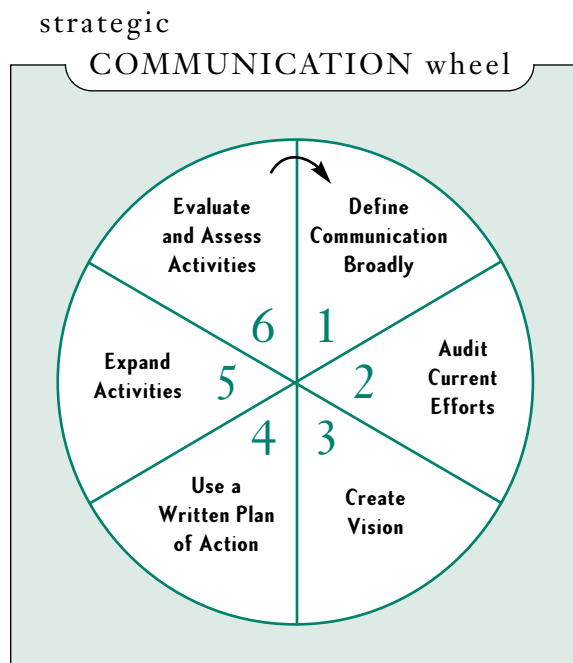 strategic
COMMUNICATION wheel
Define
Communication
Broadly
1
Audit
Current
Efforts
2
Create
Vision
3
Use a
Written Plan
of Action
4
Expand
Activities
5
Evaluate
and Assess
Activities
6